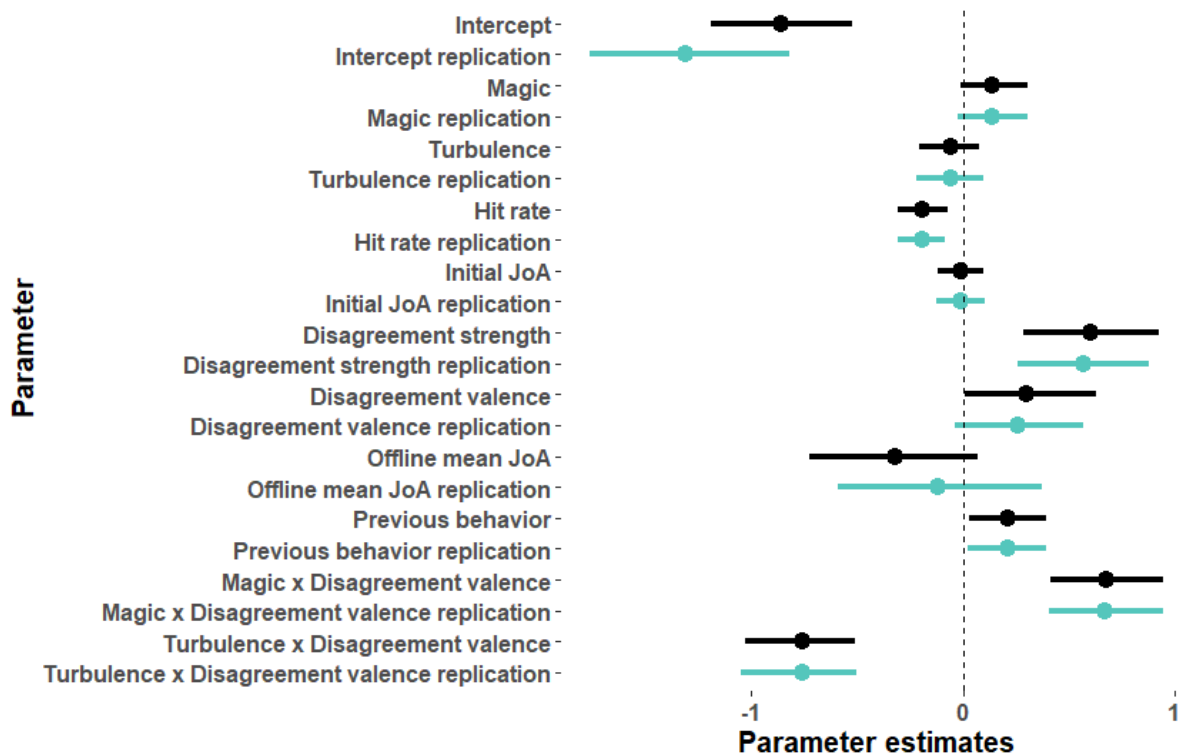 Intercept
Intercept replication
Magic
Magic replication
Turbulence
Turbulence replication
Hit rate
Hit rate replication
Initial JoA
Initial JoA replication
Disagreement strength
Disagreement strength replication
Disagreement valence
Disagreement valence replication
Offline mean JoA
Offline mean JoA replication
Previous behavior
Previous behavior replication
Magic x Disagreement valence
Magic x Disagreement valence replication
Turbulence x Disagreement valence
Turbulence x Disagreement valence replication
Parameter
-1 0 1
Parameter estimates